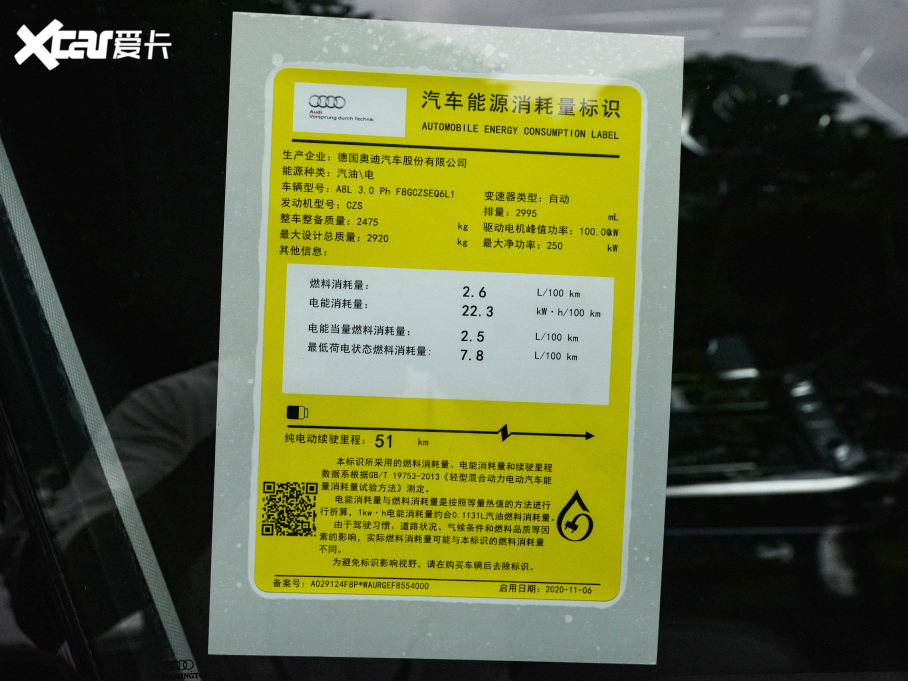 Xcar爱卡
Audi
Vorsprung durch Technik
汽车能源消耗量标识
AUTOMOBILE ENERGY CONSUMPTION LABEL
生产企业：德国奥迪汽车股份有限公司
能源种类：汽油\电
车辆型号：A8L 3.0 Ph F8GCZSEQ6L1
变速器类型：自动
发动机型号：CZS
排量：2995 mL
整车整备质量：2475 kg
驱动电机峰值功率：100.00kW
最大设计总质量：2920 kg
最大净功率：250 kW
其他信息：
燃料消耗量： 2.6 L/100 km
电能消耗量： 22.3 kW·h/100 km
电能当量燃料消耗量： 2.5 L/100 km
最低荷电状态燃料消耗量： 7.8 L/100 km
纯电动续驶里程：51 km
本标识所采用的燃料消耗量、电能消耗量和续驶里程
数据系根据GB/T 19753-2013《轻型混合动力电动汽车能
量消耗量试验方法》测定。
电能消耗量与燃料消耗量是按照等量热值的方法进行
行折算，1kw·h电能消耗量约合0.1131L汽油燃料消耗量。
由于驾驶习惯、道路状况、气候条件和燃料品质等因
素的影响，实际燃料消耗量可能与本标识的燃料消耗量
不同。
为避免标识影响视野，请在购买车辆后去除标识。
备案号：A029124F8P*WAURGEF8554000
启用日期：2020-11-06